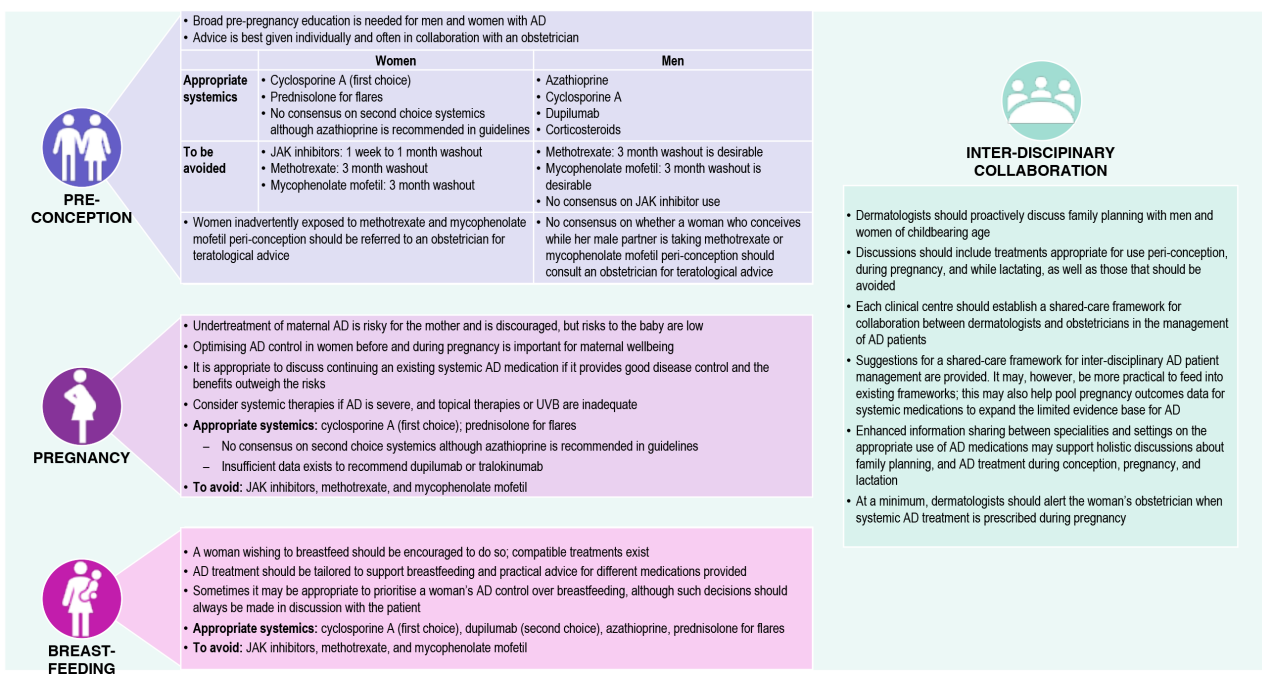 • Broad pre-pregnancy education is needed for men and women with AD
• Advice is best given individually and often in collaboration with an obstetrician
Women
Men
Appropriate
systemics
• Cyclosporine A (first choice)
• Prednisolone for flares
• No consensus on second choice systemics
although azathioprine is recommended in guidelines
• Azathioprine
• Cyclosporine A
• Dupilumab
• Corticosteroids
To be
avoided
• JAK inhibitors: 1 week to 1 month washout
• Methotrexate: 3 month washout
• Mycophenolate mofetil: 3 month washout
• Methotrexate: 3 month washout is desirable
• Mycophenolate mofetil: 3 month washout is
desirable
• No consensus on JAK inhibitor use
• Women inadvertently exposed to methotrexate and mycophenolate
mofetil peri-conception should be referred to an obstetrician for
teratological advice
• No consensus on whether a woman who conceives
while her male partner is taking methotrexate or
mycophenolate mofetil peri-conception should
consult an obstetrician for teratological advice
PRE-
CONCEPTION
• Undertreatment of maternal AD is risky for the mother and is discouraged, but risks to the baby are low
• Optimising AD control in women before and during pregnancy is important for maternal wellbeing
• It is appropriate to discuss continuing an existing systemic AD medication if it provides good disease control and the
benefits outweigh the risks
• Consider systemic therapies if AD is severe, and topical therapies or UVB are inadequate
• Appropriate systemics: cyclosporine A (first choice); prednisolone for flares
– No consensus on second choice systemics although azathioprine is recommended in guidelines
– Insufficient data exists to recommend dupilumab or tralokinumab
• To avoid: JAK inhibitors, methotrexate, and mycophenolate mofetil
PREGNANCY
• A woman wishing to breastfeed should be encouraged to do so; compatible treatments exist
• AD treatment should be tailored to support breastfeeding and practical advice for different medications provided
• Sometimes it may be appropriate to prioritise a woman's AD control over breastfeeding, although such decisions should
always be made in discussion with the patient
• Appropriate systemics: cyclosporine A (first choice), dupilumab (second choice), azathioprine, prednisolone for flares
• To avoid: JAK inhibitors, methotrexate, and mycophenolate mofetil
BREAST-
FEEDING
INTER-DISCIPINARY
COLLABORATION
• Dermatologists should proactively discuss family planning with men and
women of childbearing age
• Discussions should include treatments appropriate for use peri-conception,
during pregnancy, and while lactating, as well as those that should be
avoided
• Each clinical centre should establish a shared-care framework for
collaboration between dermatologists and obstetricians in the management
of AD patients
• Suggestions for a shared-care framework for inter-disciplinary AD patient
management are provided. It may, however, be more practical to feed into
existing frameworks; this may also help pool pregnancy outcomes data for
systemic medications to expand the limited evidence base for AD
• Enhanced information sharing between specialities and settings on the
appropriate use of AD medications may support holistic discussions about
family planning, and AD treatment during conception, pregnancy, and
lactation
• At a minimum, dermatologists should alert the woman's obstetrician when
systemic AD treatment is prescribed during pregnancy